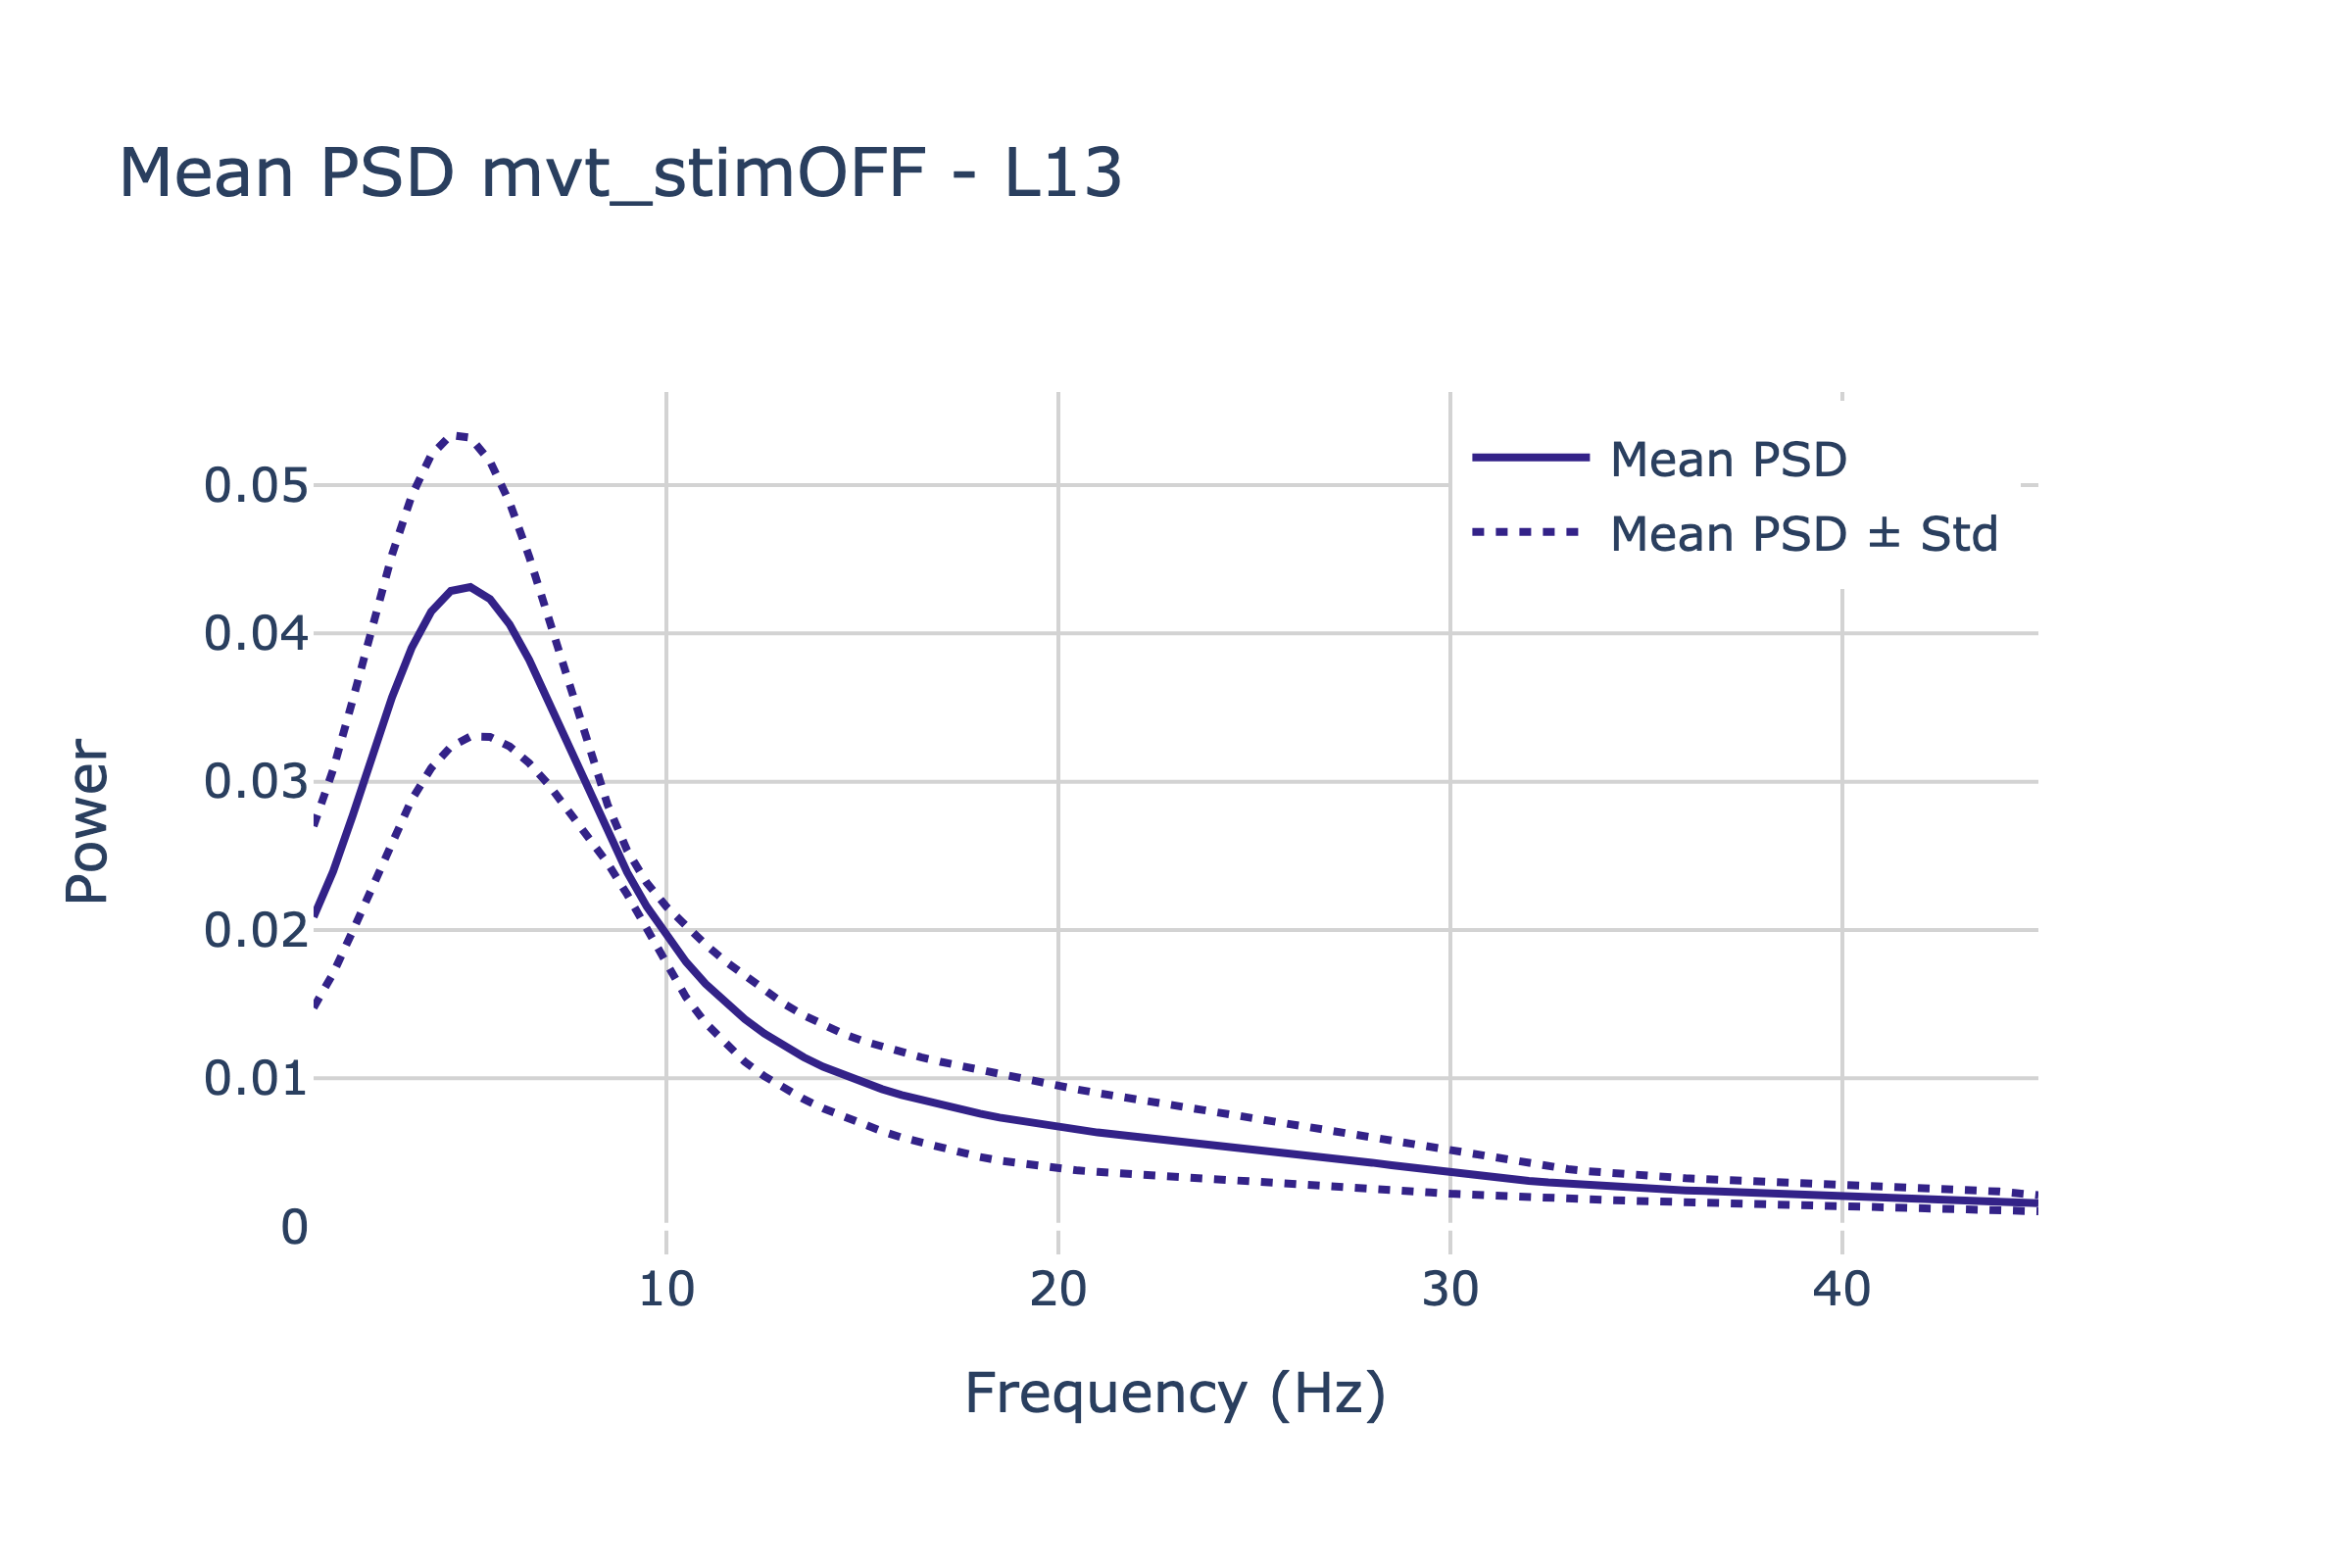 Mean PSD mvt_stimOFF - L13
Mean PSD
Mean PSD ± Std
0.05
0.04
0.03
0.02
0.01
0
Power
10
20
30
40
Frequency (Hz)